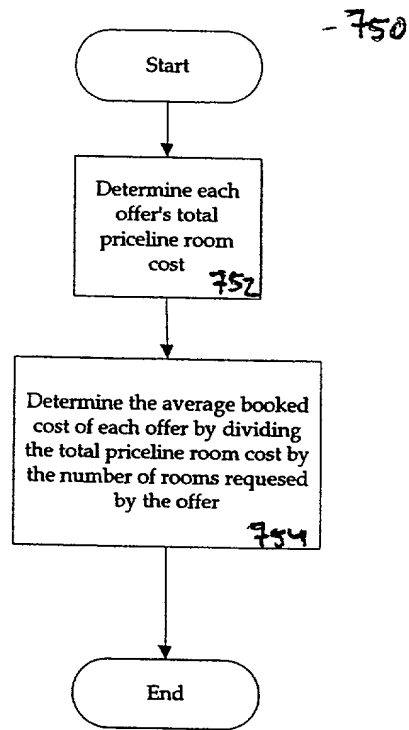 - 750
Start
Determine each
offer's total
priceline room
cost
752
Determine the average booked
cost of each offer by dividing
the total priceline room cost by
the number of rooms requesed
by the offer
754
End